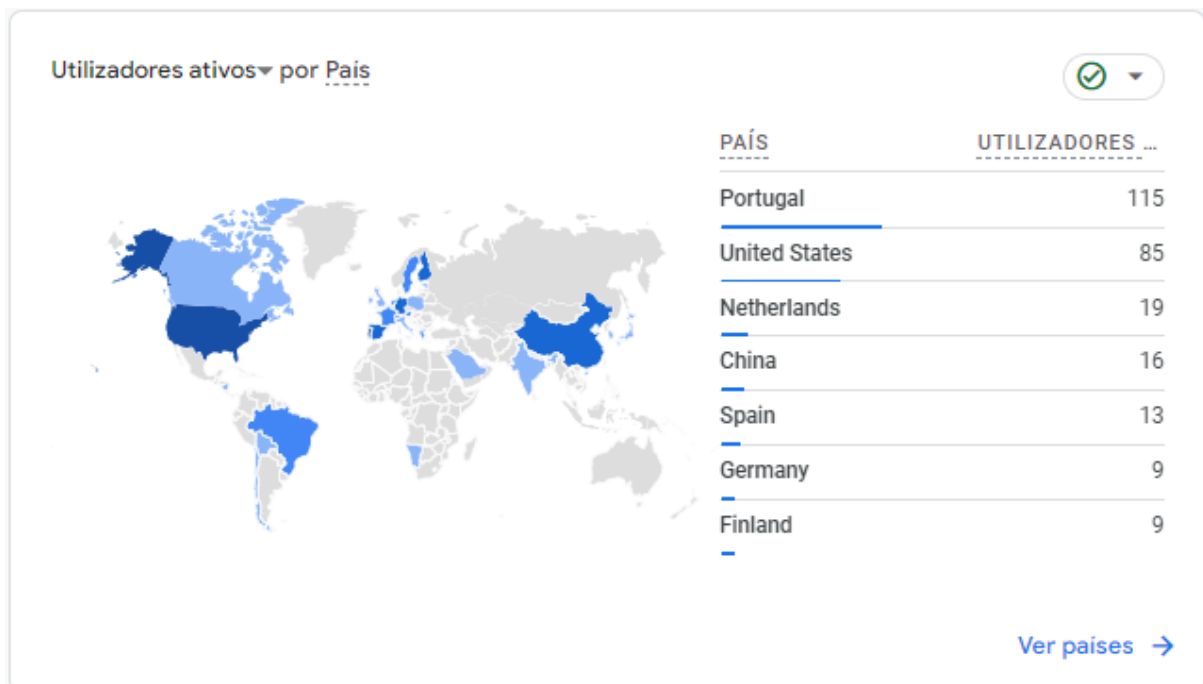 Utilizadores ativos por País
PAÍS UTILIZADORES ...
Portugal 115
United States 85
Netherlands 19
China 16
Spain 13
Germany 9
Finland 9
Ver países